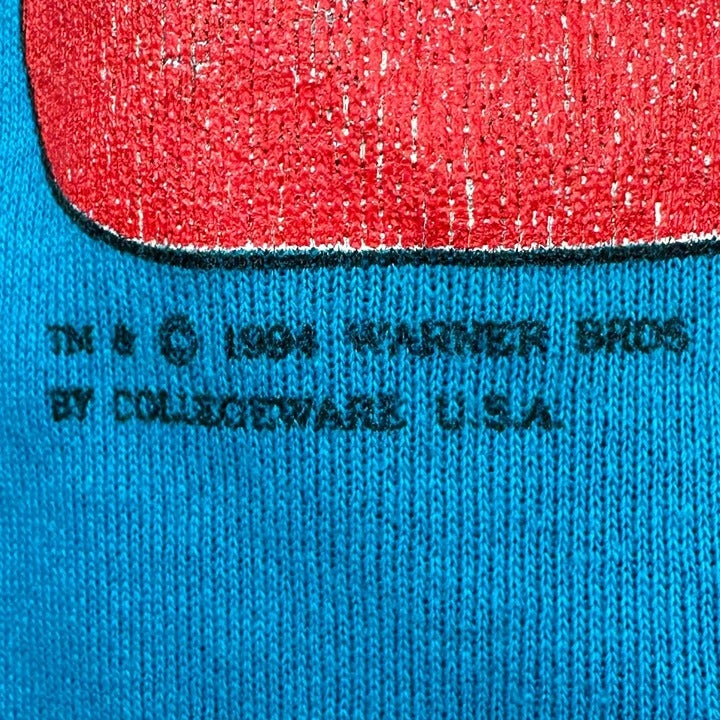 TM & © 1994 WARNER BROS
BY COLLEGEWARE U.S.A.